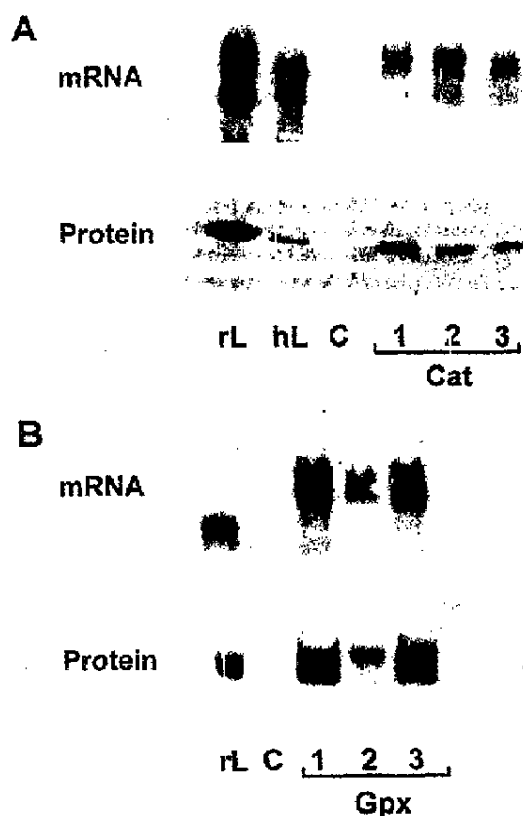 A
mRNA
Protein
rL hL C 1 2 3
Cat
B
mRNA
Protein
rL C 1 2 3
Gpx